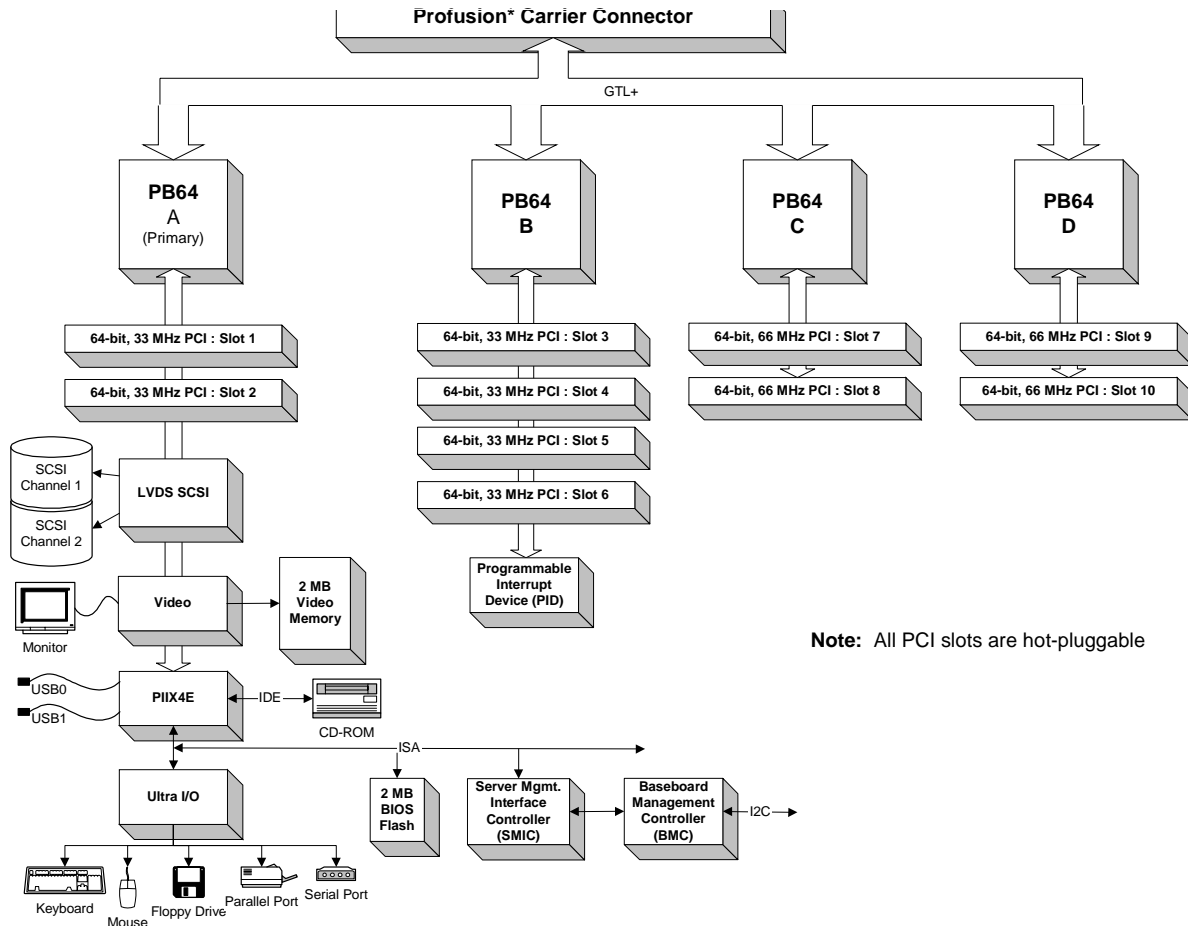 Profusion* Carrier Connector
GTL+
PB64
A
(Primary)
PB64
B
PB64
C
PB64
D
64-bit, 33 MHz PCI : Slot 1
64-bit, 33 MHz PCI : Slot 3
64-bit, 66 MHz PCI : Slot 7
64-bit, 66 MHz PCI : Slot 9
64-bit, 33 MHz PCI : Slot 2
64-bit, 33 MHz PCI : Slot 4
64-bit, 66 MHz PCI : Slot 8
64-bit, 66 MHz PCI : Slot 10
64-bit, 33 MHz PCI : Slot 5
64-bit, 33 MHz PCI : Slot 6
SCSI
Channel 1
LVDS SCSI
SCSI
Channel 2
Programmable
Interrupt
Device (PID)
Video
2 MB
Video
Memory
Monitor
Note: All PCI slots are hot-pluggable
USB0
USB1
PIIX4E
IDE
CD-ROM
ISA
Ultra I/O
2 MB
BIOS
Flash
Server Mgmt.
Interface
Controller
(SMIC)
Baseboard
Management
Controller
(BMC)
I2C
Keyboard
Mouse
Floppy Drive
Parallel Port
Serial Port